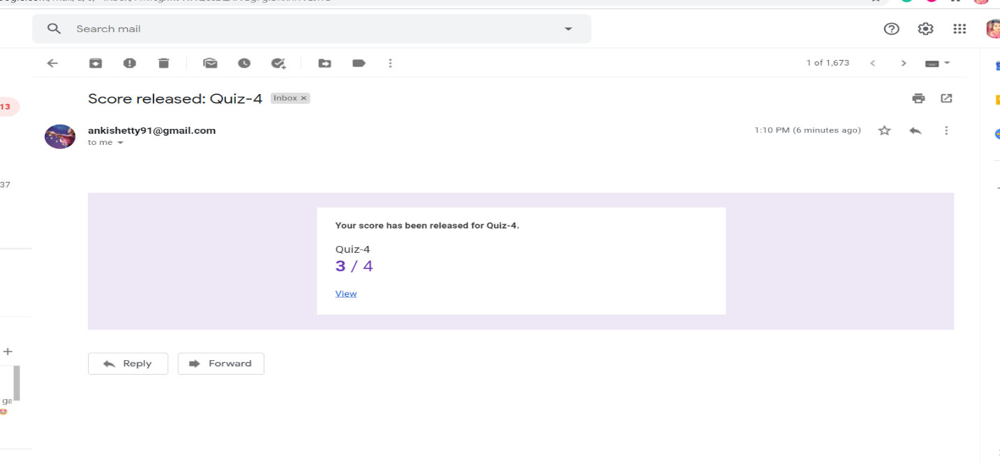 Search mail
1 of 1,673
Score released: Quiz-4 Inbox ×
13
ankishetty91@gmail.com 1:10 PM (6 minutes ago)
to me
37
Your score has been released for Quiz-4.
Quiz-4
3 / 4
View
Reply Forward